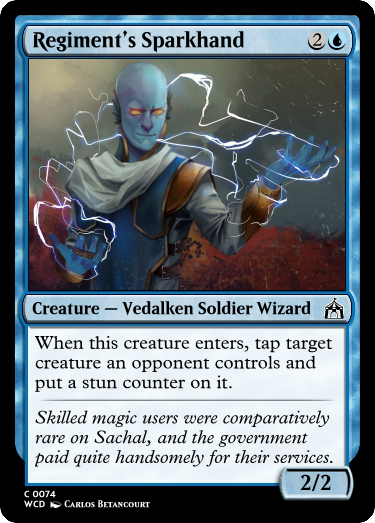 Regiment's Sparkhand 2
Creature — Vedalken Soldier Wizard
When this creature enters, tap target
creature an opponent controls and
put a stun counter on it.
Skilled magic users were comparatively
rare on Sachal, and the government
paid quite handsomely for their services.
2/2
C 0074
WCD Carlos Betancourt